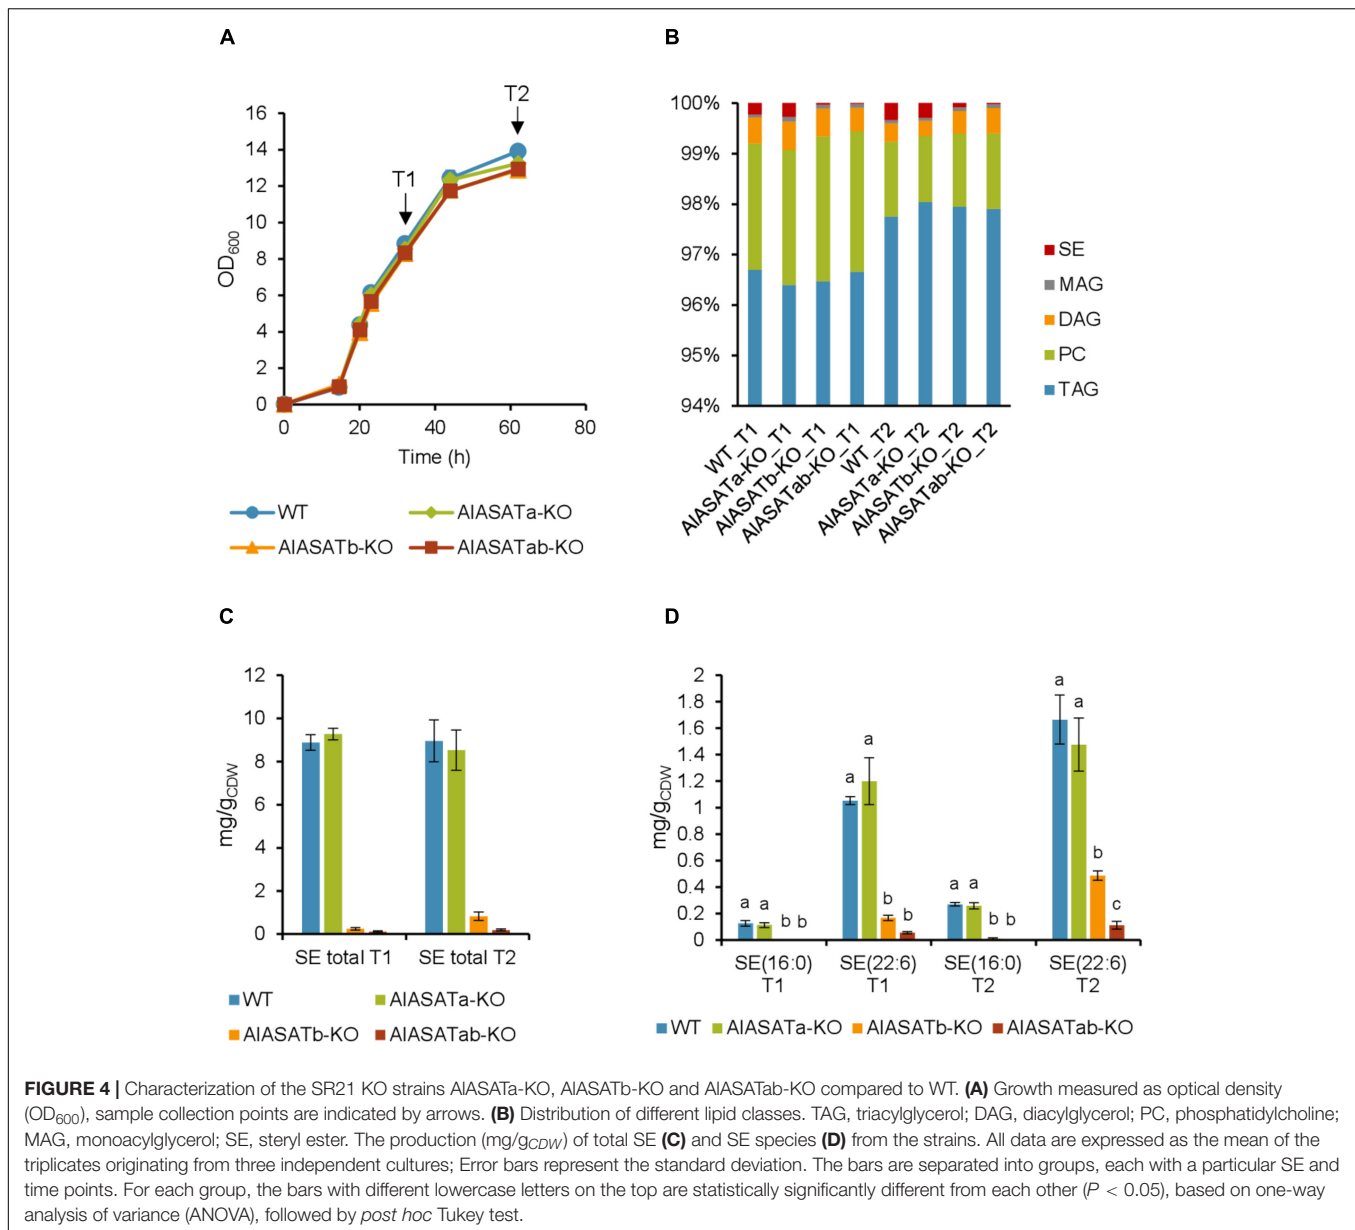 A
16
14
12
10
8
6
4
2
0
OD600
T1
T2
0 20 40 60 80
Time (h)
WT
AlASATa-KO
AlASATb-KO
AlASATab-KO
B
100%
99%
98%
97%
96%
95%
94%
WT_T1
AlASATa-KO_T1
AlASATb-KO_T1
AlASATab-KO_T1
WT_T2
AlASATa-KO_T2
AlASATb-KO_T2
AlASATab-KO_T2
SE
MAG
DAG
PC
TAG
C
12
10
8
6
4
2
0
mg/gCDW
SE total T1 SE total T2
WT
AlASATa-KO
AlASATb-KO
AlASATab-KO
D
2
1.8
1.6
1.4
1.2
1
0.8
0.6
0.4
0.2
0
mg/gCDW
a a b b
a a b b
a a b b
a a b c
SE(16:0) SE(22:6) SE(16:0) SE(22:6)
T1 T1 T2 T2
WT AlASATa-KO AlASATb-KO AlASATab-KO
FIGURE 4 | Characterization of the SR21 KO strains AlASATa-KO, AlASATb-KO and AlASATab-KO compared to WT. (A) Growth measured as optical density
(OD600), sample collection points are indicated by arrows. (B) Distribution of different lipid classes. TAG, triacylglycerol; DAG, diacylglycerol; PC, phosphatidylcholine;
MAG, monoacylglycerol; SE, steryl ester. The production (mg/gCDW) of total SE (C) and SE species (D) from the strains. All data are expressed as the mean of the
triplicates originating from three independent cultures; Error bars represent the standard deviation. The bars are separated into groups, each with a particular SE and
time points. For each group, the bars with different lowercase letters on the top are statistically significantly different from each other (P < 0.05), based on one-way
analysis of variance (ANOVA), followed by post hoc Tukey test.